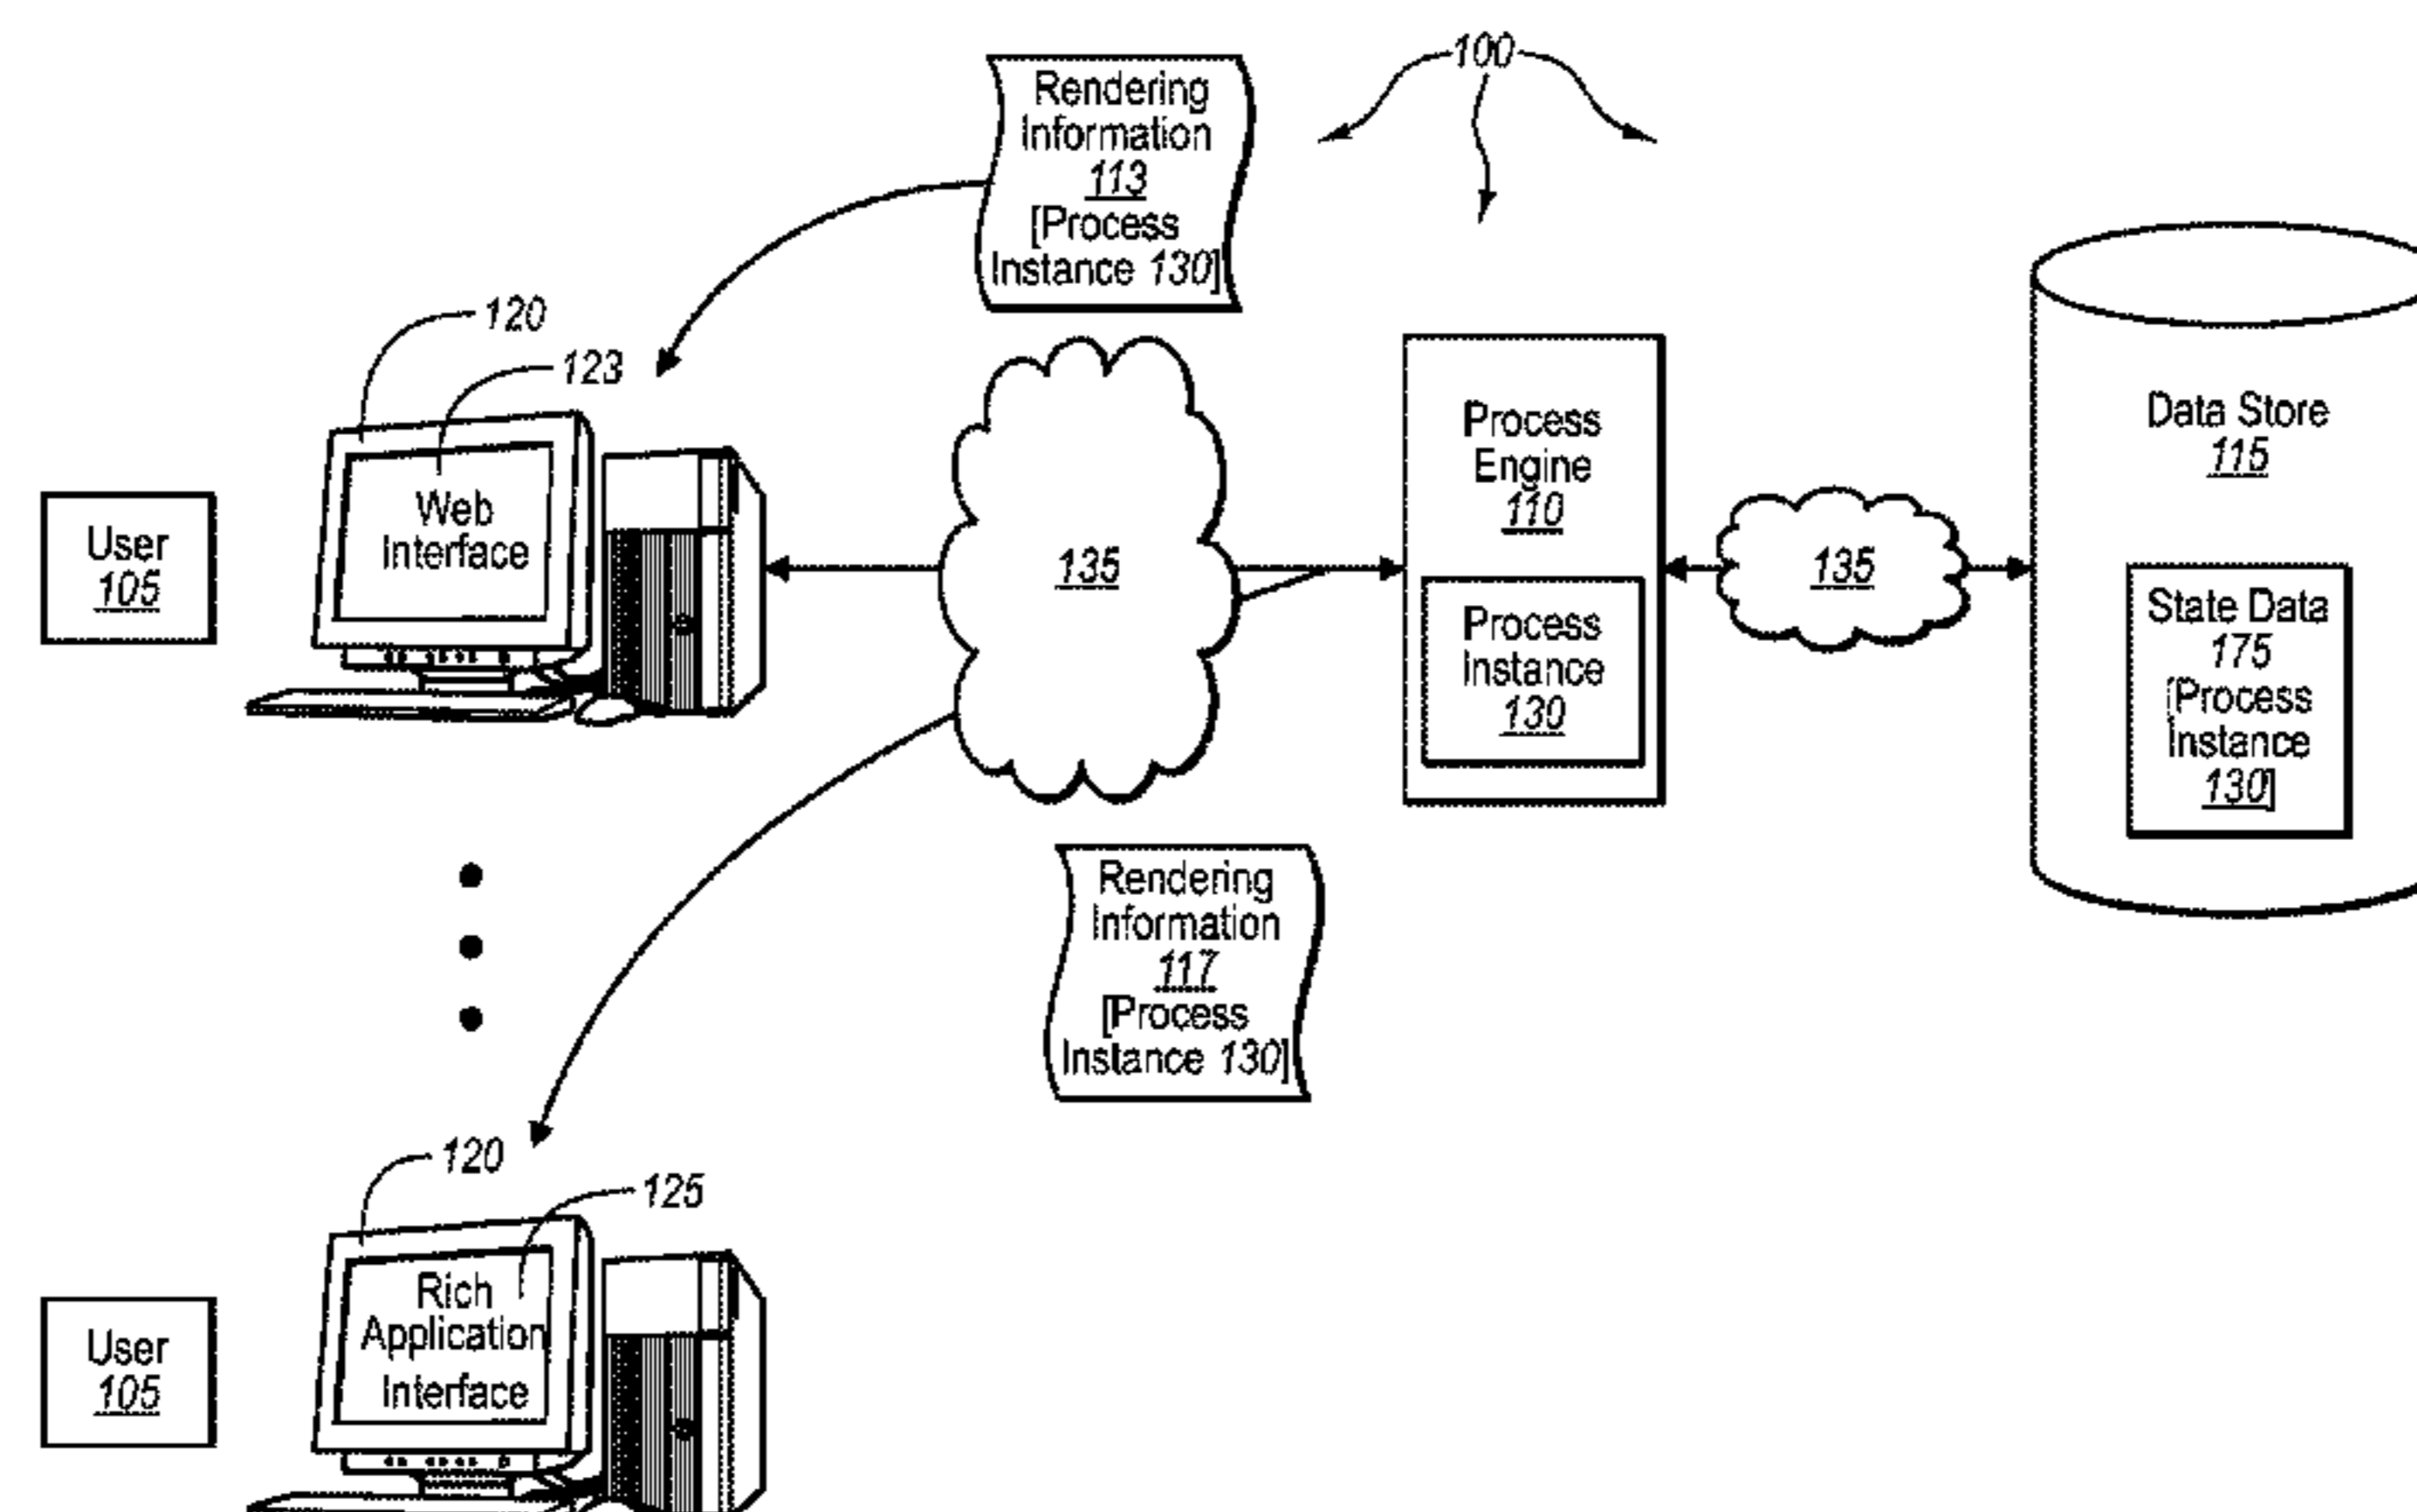 100
Rendering
Information
113
[Process
Instance 130]
120
123
Web
Interface
User
105
135
Process
Engine
110
Process
Instance
130
135
Data Store
115
State Data
175
[Process
Instance
130]
Rendering
Information
117
[Process
Instance 130]
120
125
Rich
Application
Interface
User
105